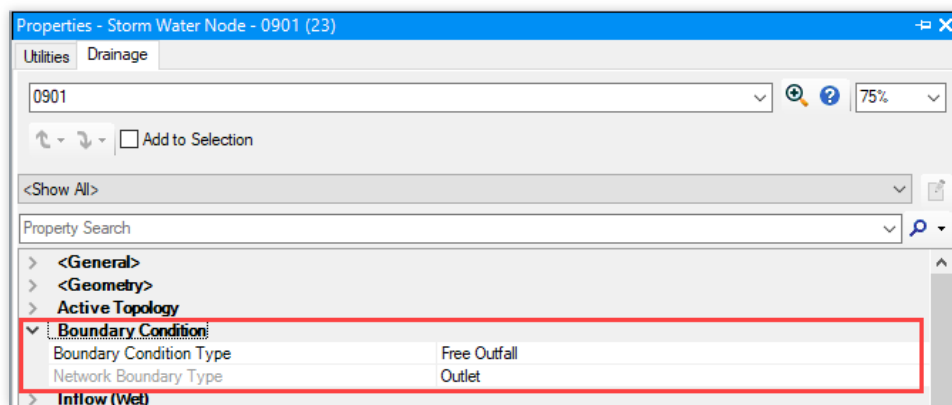 Properties - Storm Water Node - 0901 (23)
Utilities Drainage
0901 75%
Add to Selection
<Show All>
Property Search
<General>
<Geometry>
Active Topology
Boundary Condition
Boundary Condition Type Free Outfall
Network Boundary Type Outlet
Inflow (Wet)